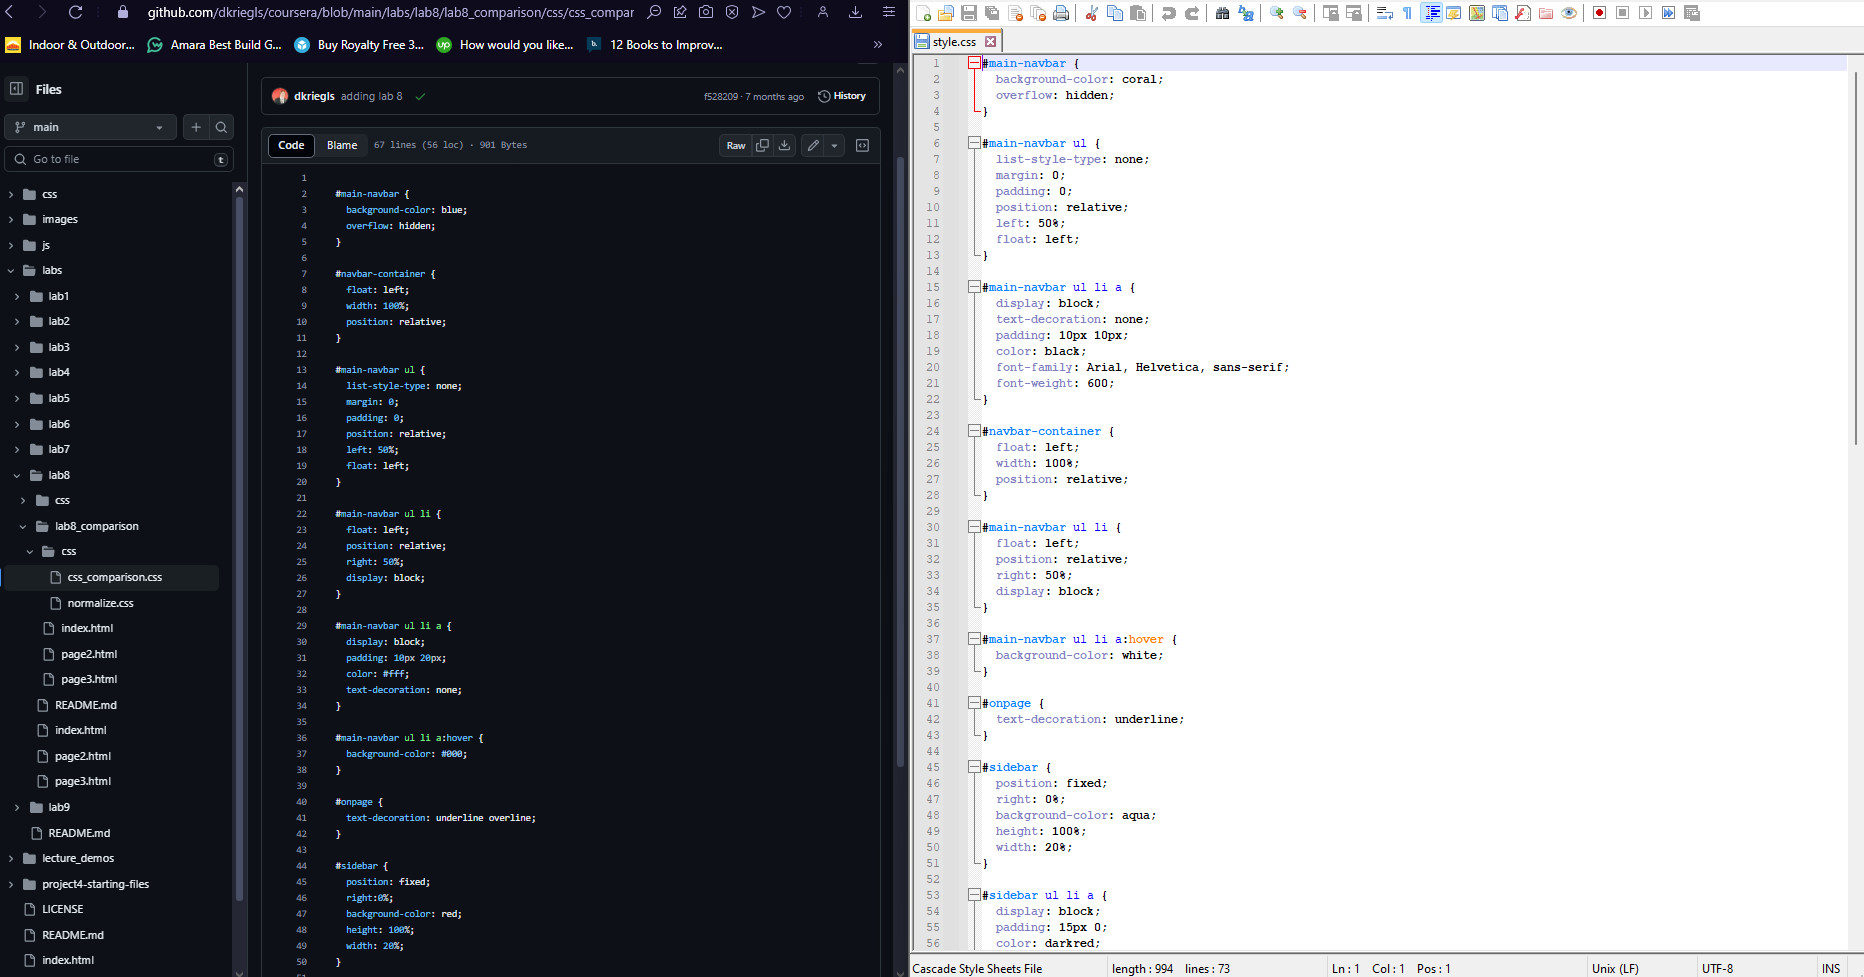 github.com/dkriegls/coursera/blob/main/labs/lab8/lab8_comparison/css/css_compar
Indoor & Outdoor...
Amara Best Build G...
Buy Royalty Free 3...
up
How would you like...
b.
12 Books to Improv...
»
Files
main
Go to file
t
css
images
js
labs
lab1
lab2
lab3
lab4
lab5
lab6
lab7
lab8
css
lab8_comparison
css
css_comparison.css
normalize.css
index.html
page2.html
page3.html
README.md
index.html
page2.html
page3.html
lab9
README.md
lecture_demos
project4-starting-files
LICENSE
README.md
index.html
dkriegls adding lab 8
f528209 · 7 months ago
History
Code
Blame
67 lines (56 loc) · 901 Bytes
Raw
1
2 #main-navbar {
3 background-color: blue;
4 overflow: hidden;
5 }
6
7 #navbar-container {
8 float: left;
9 width: 100%;
10 position: relative;
11 }
12
13 #main-navbar ul {
14 list-style-type: none;
15 margin: 0;
16 padding: 0;
17 position: relative;
18 left: 50%;
19 float: left;
20 }
21
22 #main-navbar ul li {
23 float: left;
24 position: relative;
25 right: 50%;
26 display: block;
27 }
28
29 #main-navbar ul li a {
30 display: block;
31 padding: 10px 20px;
32 color: #fff;
33 text-decoration: none;
34 }
35
36 #main-navbar ul li a:hover {
37 background-color: #000;
38 }
39
40 #onpage {
41 text-decoration: underline overline;
42 }
43
44 #sidebar {
45 position: fixed;
46 right:0%;
47 background-color: red;
48 height: 100%;
49 width: 20%;
50 }
style.css
1 #main-navbar {
2 background-color: coral;
3 overflow: hidden;
4 }
5
6 #main-navbar ul {
7 list-style-type: none;
8 margin: 0;
9 padding: 0;
10 position: relative;
11 left: 50%;
12 float: left;
13 }
14
15 #main-navbar ul li a {
16 display: block;
17 text-decoration: none;
18 padding: 10px 10px;
19 color: black;
20 font-family: Arial, Helvetica, sans-serif;
21 font-weight: 600;
22 }
23
24 #navbar-container {
25 float: left;
26 width: 100%;
27 position: relative;
28 }
29
30 #main-navbar ul li {
31 float: left;
32 position: relative;
33 right: 50%;
34 display: block;
35 }
36
37 #main-navbar ul li a:hover {
38 background-color: white;
39 }
40
41 #onpage {
42 text-decoration: underline;
43 }
44
45 #sidebar {
46 position: fixed;
47 right: 0%;
48 background-color: aqua;
49 height: 100%;
50 width: 20%;
51 }
52
53 #sidebar ul li a {
54 display: block;
55 padding: 15px 0;
56 color: darkred;
Cascade Style Sheets File
length : 994 lines : 73
Ln : 1 Col : 1 Pos : 1
Unix (LF)
UTF-8
INS